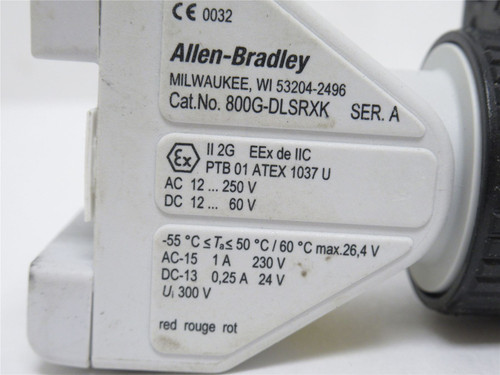 CE 0032
Allen-Bradley
MILWAUKEE, WI 53204-2496
Cat.No. 800G-DLSRXK SER. A
Ex II 2G EEx de IIC
PTB 01 ATEX 1037 U
AC 12 ... 250 V
DC 12 ... 60 V
-55 °C ≤ Ta ≤ 50 °C / 60 °C max.26,4 V
AC-15 1 A 230 V
DC-13 0,25 A 24 V
Ui 300 V
red rouge rot